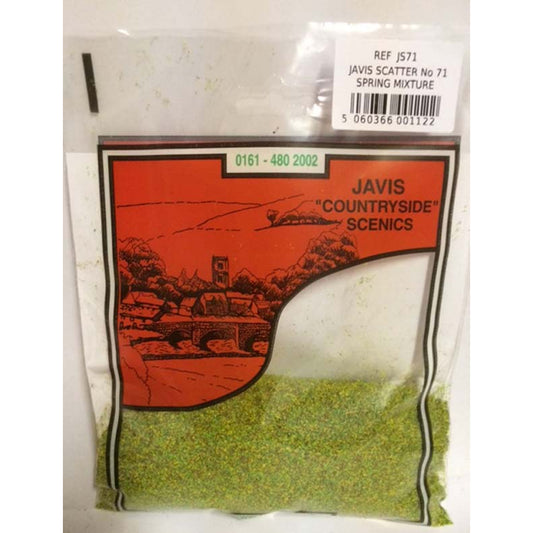 REF JS71
JAVIS SCATTER No 71
SPRING MIXTURE
5 060366 001122
0161 - 480 2002
JAVIS
"COUNTRYSIDE"
SCENICS